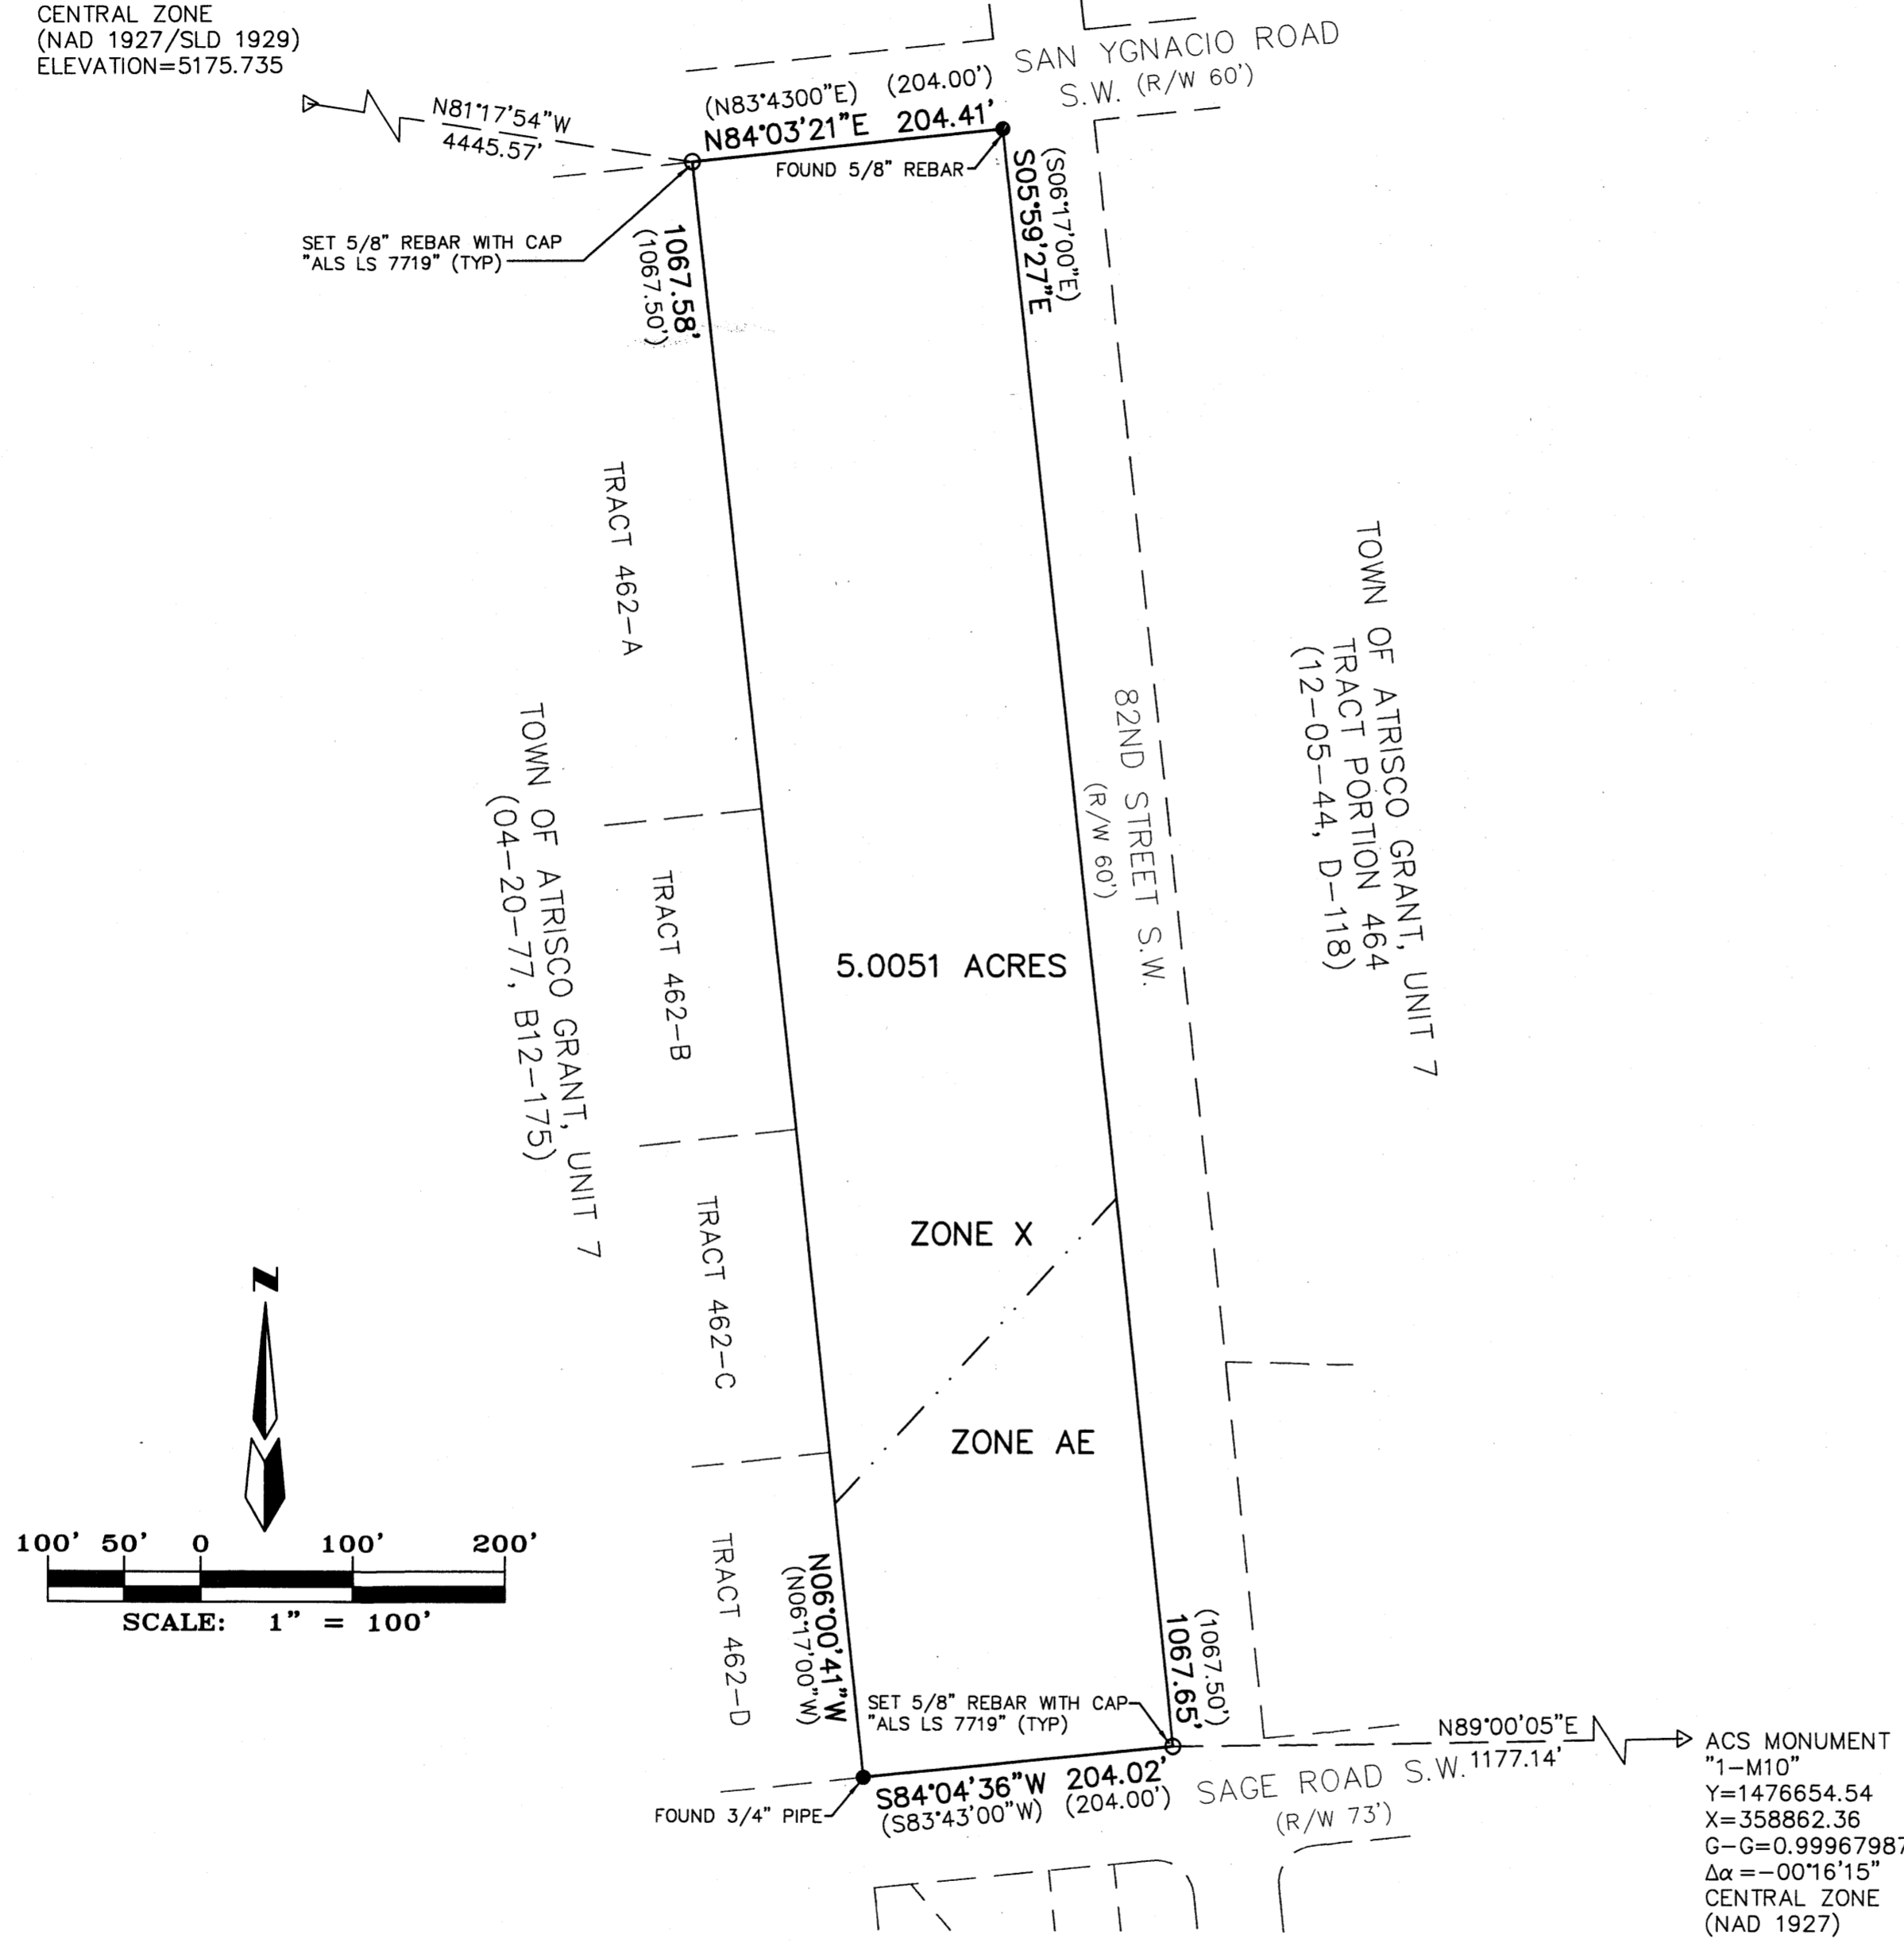 CENTRAL ZONE
(NAD 1927/SLD 1929)
ELEVATION=5175.735
SAN YGNACIO ROAD
S.W. (R/W 60')
(N83°4300"E) (204.00')
N84°03'21"E 204.41'
N81°17'54"W
4445.57'
FOUND 5/8" REBAR
SET 5/8" REBAR WITH CAP
"ALS LS 7719" (TYP)
1067.58'
(1067.50')
(S06°17'00"E)
S05°59'27"E
TRACT 462-A
TOWN OF ATRISCO GRANT, UNIT 7
TRACT PORTION 464
(12-05-44, D-118)
82ND STREET S.W.
(R/W 60')
TOWN OF ATRISCO GRANT, UNIT 7
(04-20-77, B12-175)
TRACT 462-B
5.0051 ACRES
TRACT 462-C
ZONE X
ZONE AE
N
100' 50' 0 100' 200'
SCALE: 1" = 100'
TRACT 462-D
N06°00'41"W
(N06°17'00"W)
(1067.50')
1067.65'
SET 5/8" REBAR WITH CAP
"ALS LS 7719" (TYP)
S84°04'36"W 204.02'
(S83°43'00"W) (204.00')
FOUND 3/4" PIPE
SAGE ROAD S.W.
(R/W 73')
N89°00'05"E
1177.14'
ACS MONUMENT
"1-M10"
Y=1476654.54
X=358862.36
G-G=0.99967987
Δα=-00°16'15"
CENTRAL ZONE
(NAD 1927)